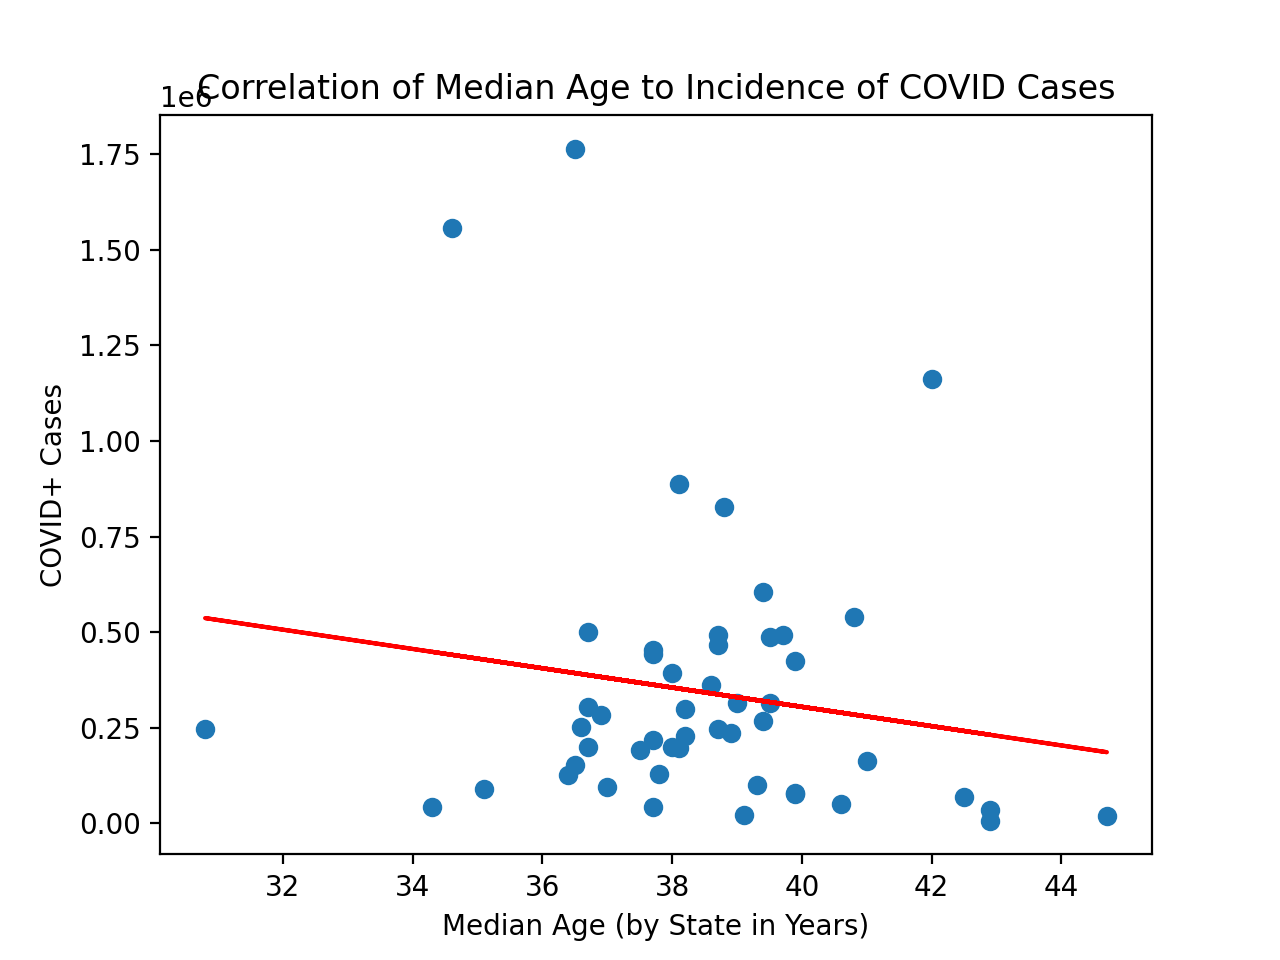 Correlation of Median Age to Incidence of COVID Cases
1e6
1.75
1.50
1.25
1.00
0.75
0.50
0.25
0.00
COVID+ Cases
32 34 36 38 40 42 44
Median Age (by State in Years)